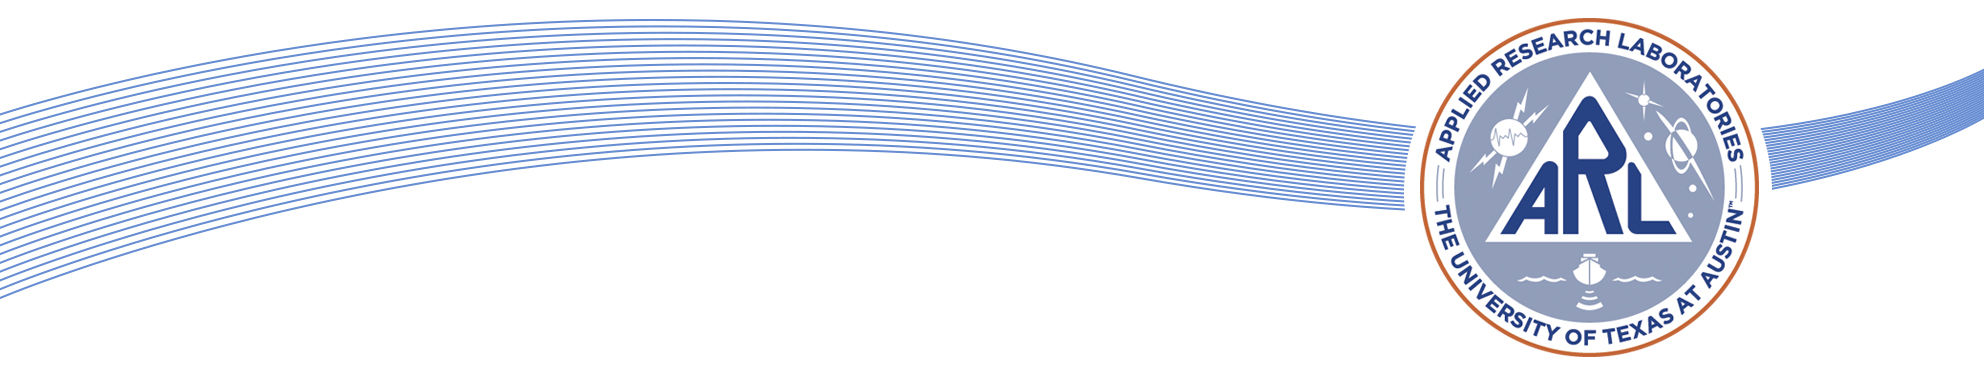 APPLIED RESEARCH LABORATORIES
ARL
THE UNIVERSITY OF TEXAS AT AUSTIN™